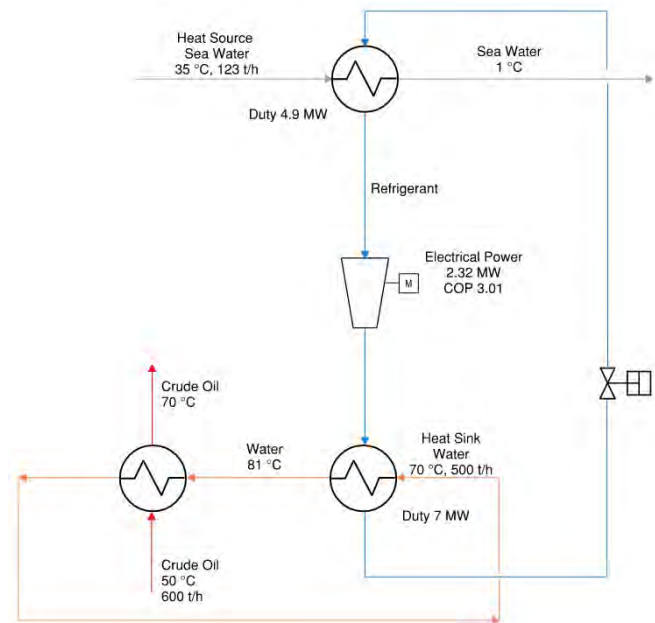 Heat Source
Sea Water
35 °C, 123 t/h
Sea Water
1 °C
Duty 4.9 MW
Refrigerant
Electrical Power
2.32 MW
COP 3.01
M
Crude Oil
70 °C
Water
81 °C
Heat Sink
Water
70 °C, 500 t/h
Duty 7 MW
Crude Oil
50 °C
600 t/h